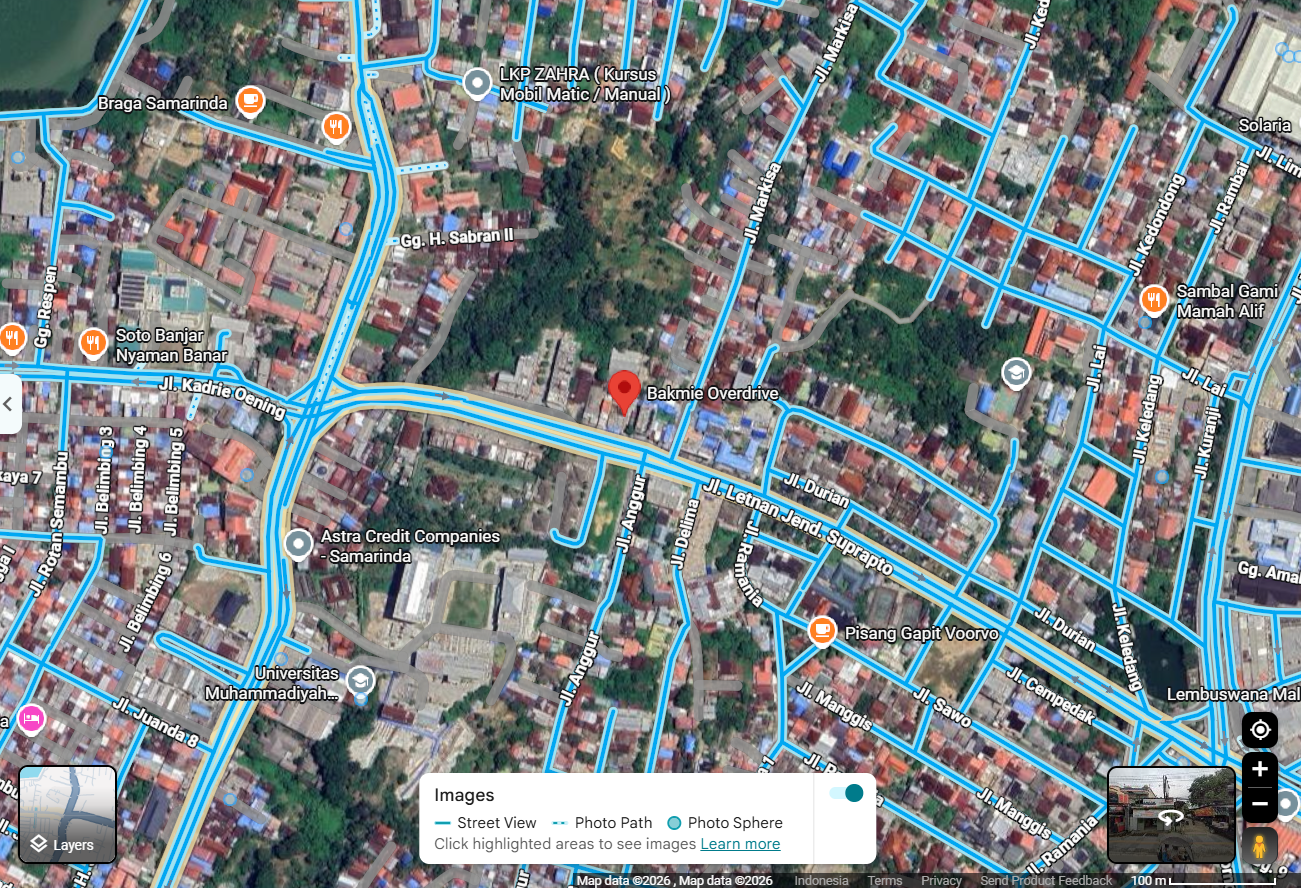 LKP ZAHRA ( Kursus
Mobil Matic / Manual )
Braga Samarinda
Jl. Markisa
Jl. Ked
Solaria
Jl. Lim
Jl. Markisa
Jl. Kedondong
Jl. Rambai
Gg. H. Sabran II
Gg. Respen
Sambal Gami
Mamah Alif
Soto Banjar
Nyaman Banar
Jl. Kadrie Oening
Bakmie Overdrive
Jl. Lai
Jl. Lai
Jl. Keledang
Jl. Kuranji
kaya 7
Jl. Rotan Semambu
Jl. Belimbing 3
Jl. Belimbing 4
Jl. Belimbing 5
Jl. Durian
Jl. Letnan Jend. Suprapto
Jl. Anggur
Jl. Delima
Jl. Ramania
Astra Credit Companies
- Samarinda
Jl. Belimbing 6
Gg. Amal
Jl. Durian
Jl. Keledang
Pisang Gapit Voorvo
Universitas
Muhammadiyah...
Jl. Anggur
Jl. Cempedak
Lembuswana Mal
Jl. Manggis
Jl. Sawo
Jl. Juanda 8
Jl. Manggis
Jl. Ramania
Layers
Images
Street View
Photo Path
Photo Sphere
Click highlighted areas to see images Learn more
Map data ©2026 , Map data ©2026
Indonesia
Terms
Privacy
Send Product Feedback
100 m